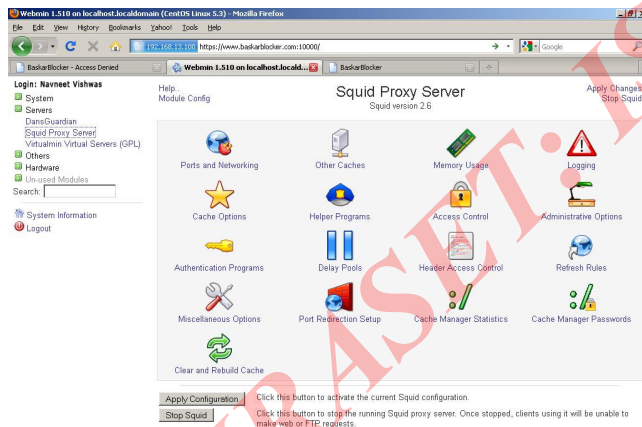 Webmin 1.510 on localhost.localdomain (CentOS Linux 5.3) - Mozilla Firefox
File Edit View History Bookmarks Yahoo! Tools Help
192.168.13.100 https://www.baskarblocker.com:10000/
Google
BaskarBlocker - Access Denied
Webmin 1.510 on localhost.locald...
BaskarBlocker
Login: Navneet Vishwas
System
Servers
DansGuardian
Squid Proxy Server
Virtualmin Virtual Servers (GPL)
Others
Hardware
Un-used Modules
Search:
System Information
Logout
Help..
Module Config
Squid Proxy Server
Squid version 2.6
Apply Changes
Stop Squid
Ports and Networking
Other Caches
Memory Usage
Logging
Cache Options
Helper Programs
Access Control
Administrative Options
Authentication Programs
Delay Pools
Header Access Control
Refresh Rules
Miscellaneous Options
Port Redirection Setup
Cache Manager Statistics
Cache Manager Passwords
Clear and Rebuild Cache
Apply Configuration
Click this button to activate the current Squid configuration.
Stop Squid
Click this button to stop the running Squid proxy server. Once stopped, clients using it will be unable to
make web or FTP requests.